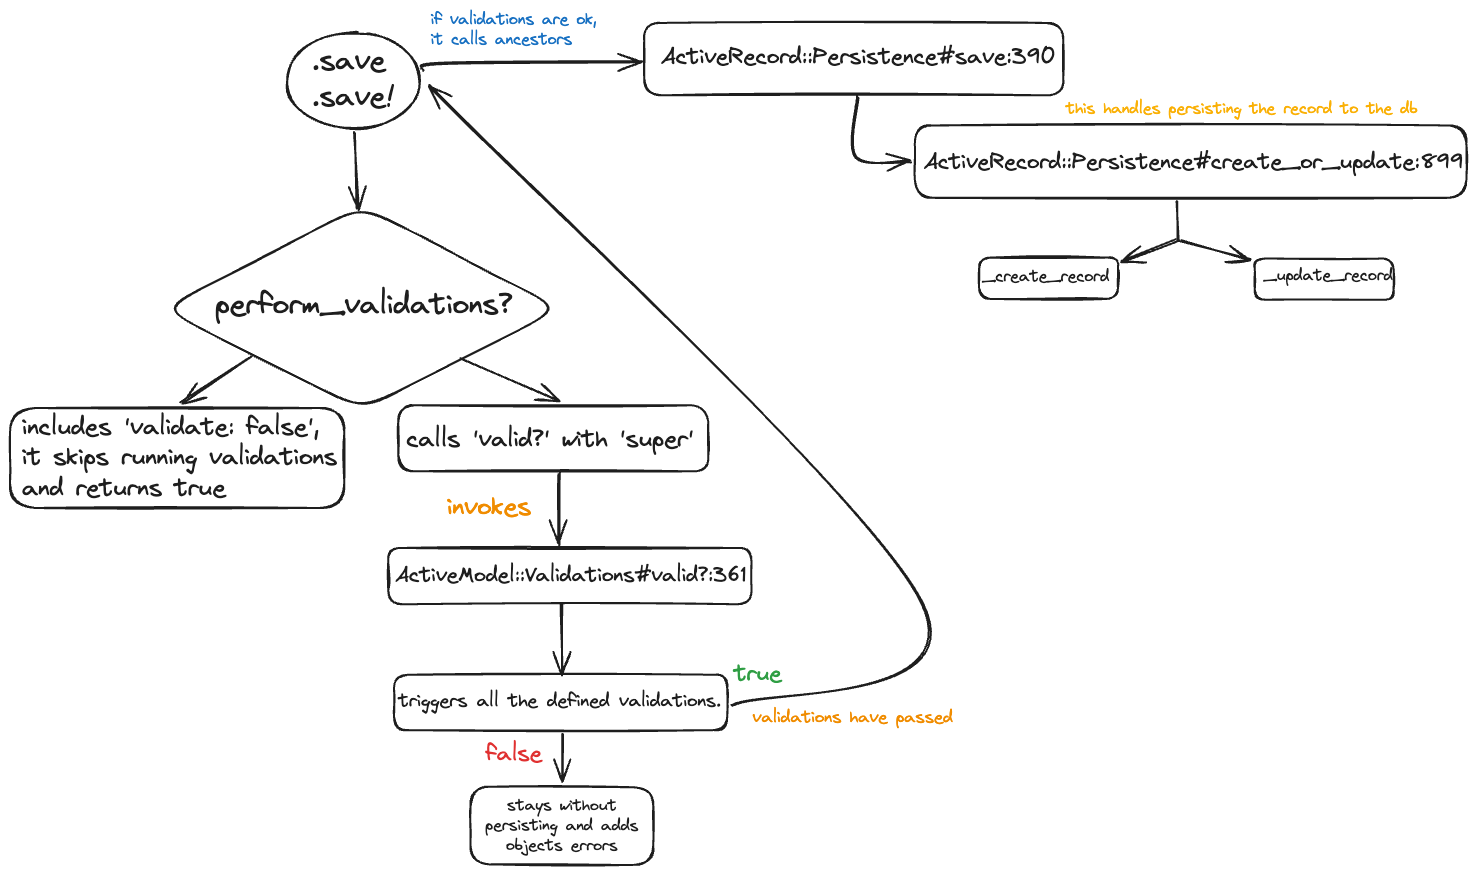 if validations are ok,
it calls ancestors
.save
.save!
ActiveRecord::Persistence#save:390
this handles persisting the record to the db
ActiveRecord::Persistence#create_or_update:899
_create_record
_update_record
perform_validations?
includes 'validate: false',
it skips running validations
and returns true
calls 'valid?' with 'super'
invokes
ActiveModel::Validations#valid?:361
triggers all the defined validations.
true
validations have passed
false
stays without
persisting and adds
objects errors